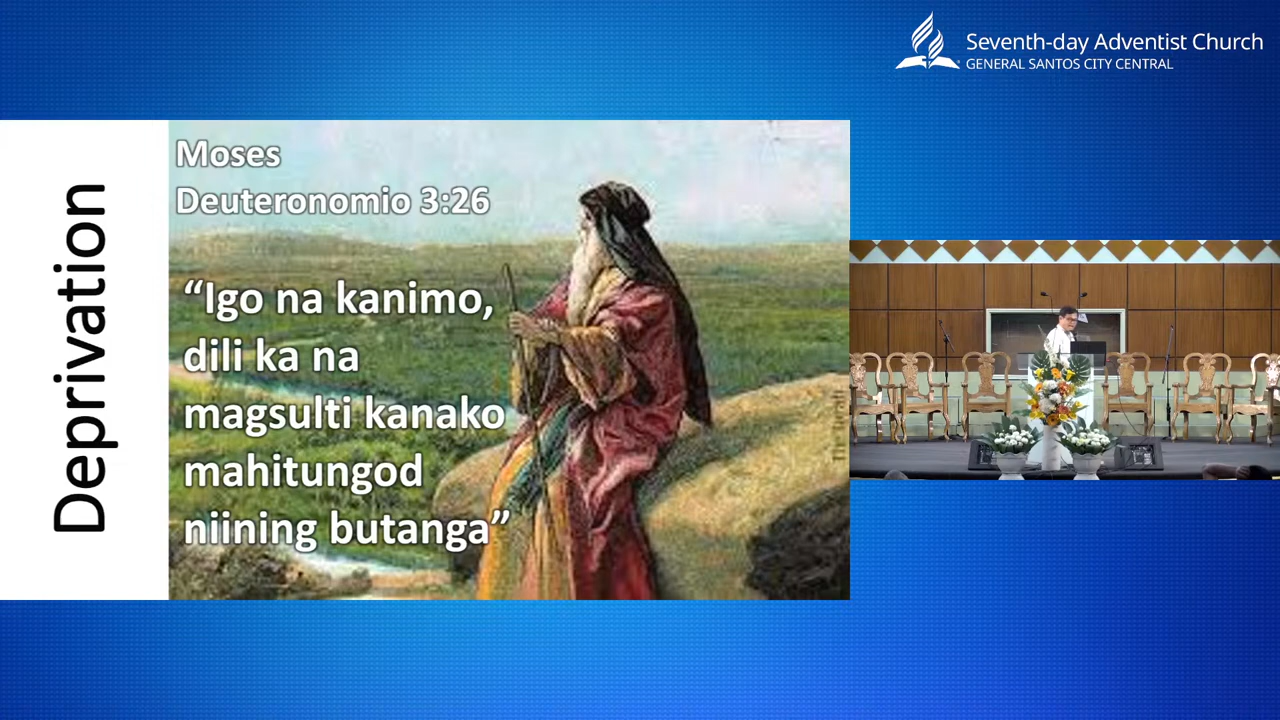 Seventh-day Adventist Church
GENERAL SANTOS CITY CENTRAL
Deprivation
Moses
Deuteronomio 3:26
“Igo na kanimo,
dili ka na
magsulti kanako
mahitungod
niining butanga”